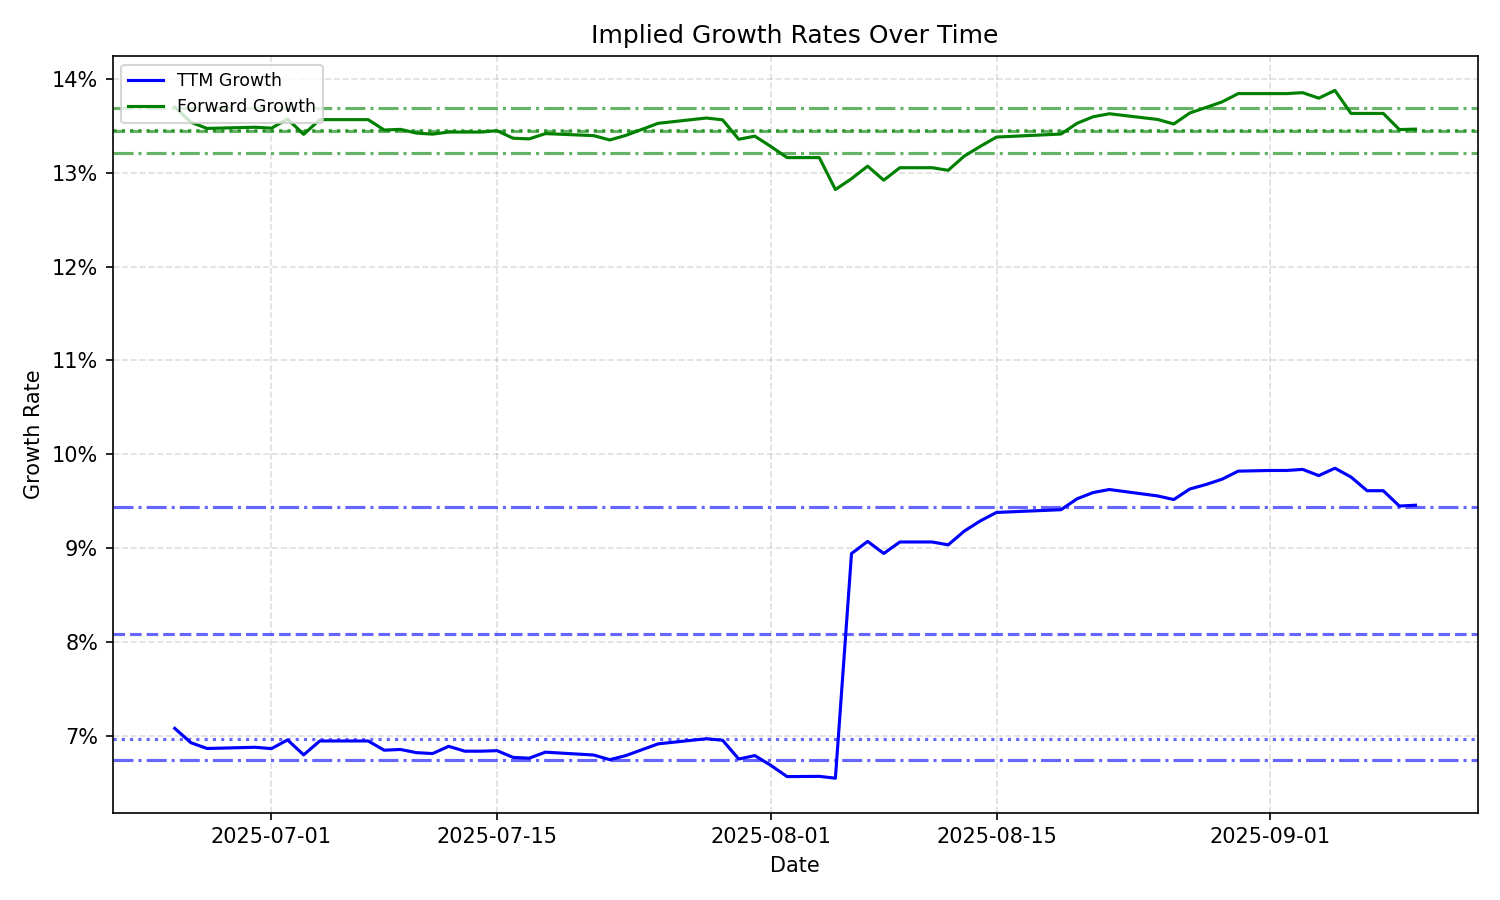 Implied Growth Rates Over Time
TTM Growth
Forward Growth
14%
13%
12%
11%
10%
9%
8%
7%
Growth Rate
2025-07-01
2025-07-15
2025-08-01
2025-08-15
2025-09-01
Date